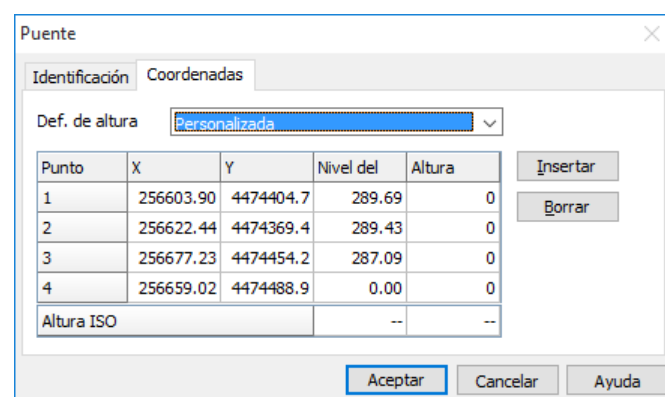 Puente
Identificación Coordenadas
Def. de altura Personalizada
Punto X Y Nivel del Altura Insertar
1 256603.90 4474404.7 289.69 0 Borrar
2 256622.44 4474369.4 289.43 0
3 256677.23 4474454.2 287.09 0
4 256659.02 4474488.9 0.00 0
Altura ISO -- --
Aceptar Cancelar Ayuda